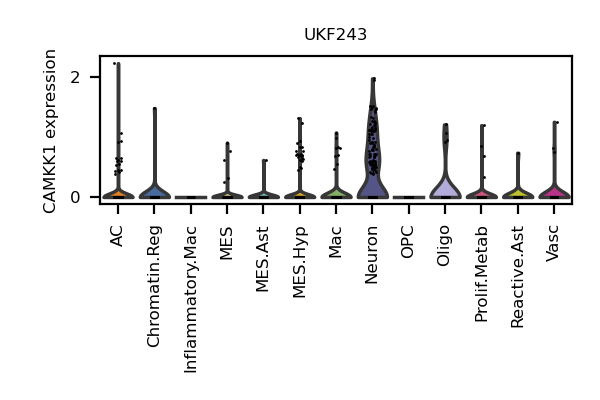 UKF243
CAMKK1 expression
2
0
AC
Chromatin.Reg
Inflammatory.Mac
MES
MES.Ast
MES.Hyp
Mac
Neuron
OPC
Oligo
Prolif.Metab
Reactive.Ast
Vasc